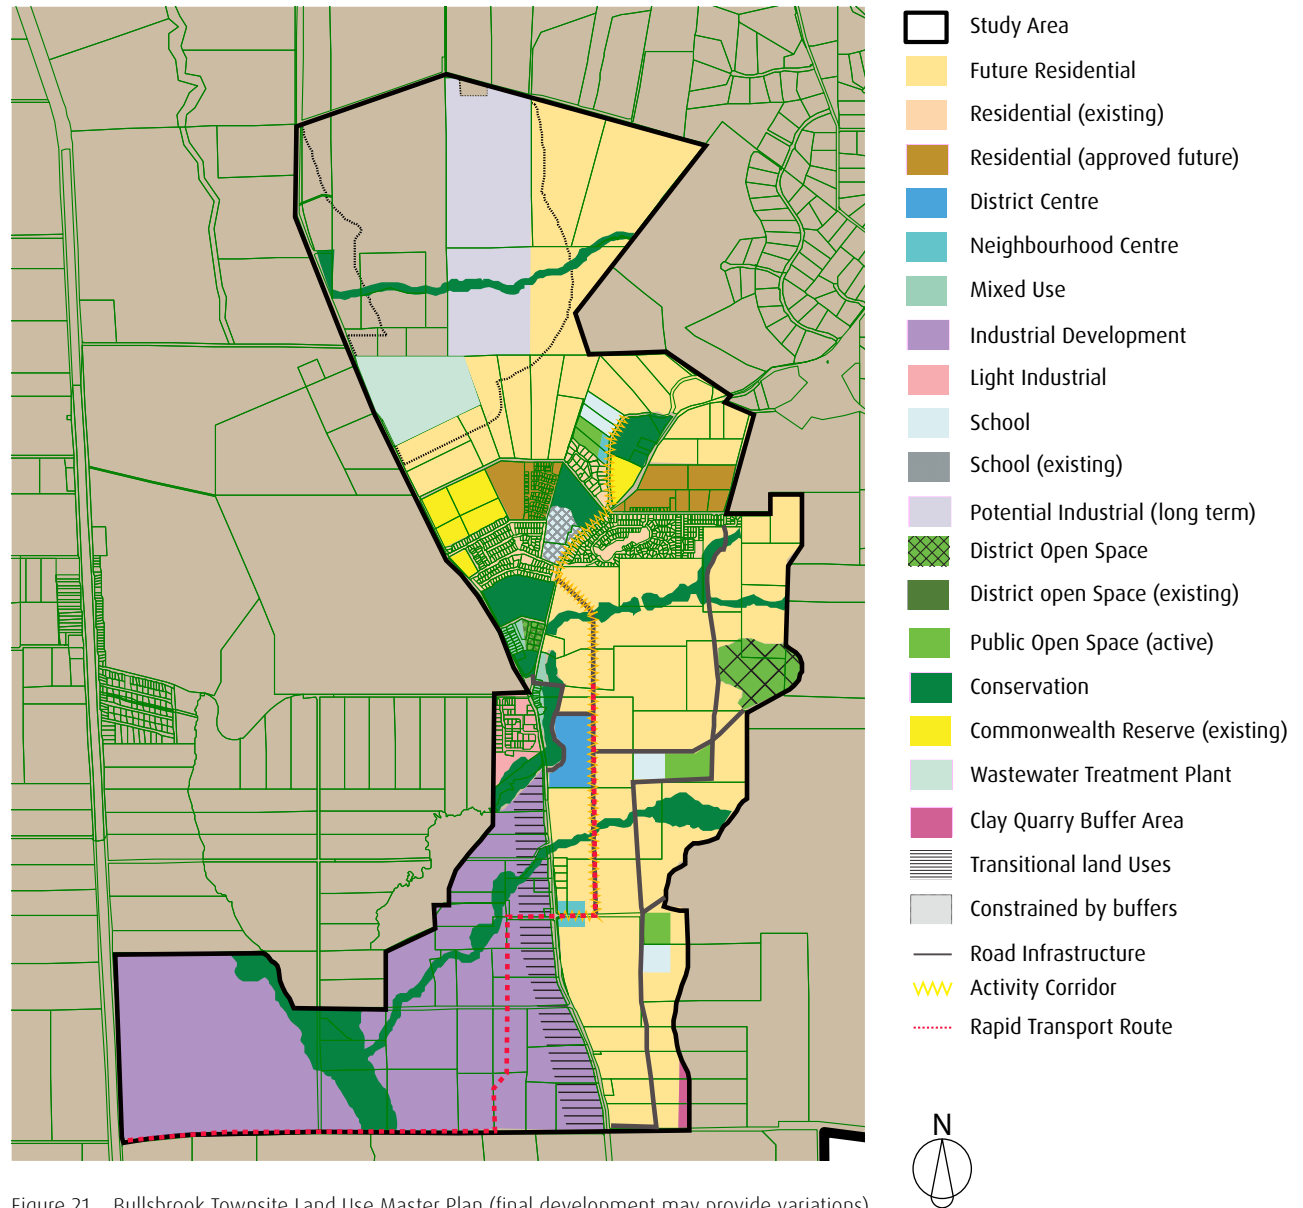 Study Area
Future Residential
Residential (existing)
Residential (approved future)
District Centre
Neighbourhood Centre
Mixed Use
Industrial Development
Light Industrial
School
School (existing)
Potential Industrial (long term)
District Open Space
District open Space (existing)
Public Open Space (active)
Conservation
Commonwealth Reserve (existing)
Wastewater Treatment Plant
Clay Quarry Buffer Area
Transitional land Uses
Constrained by buffers
Road Infrastructure
Activity Corridor
Rapid Transport Route
N
Figure 21 Bullsbrook Townsite Land Use Master Plan (final development may provide variations)